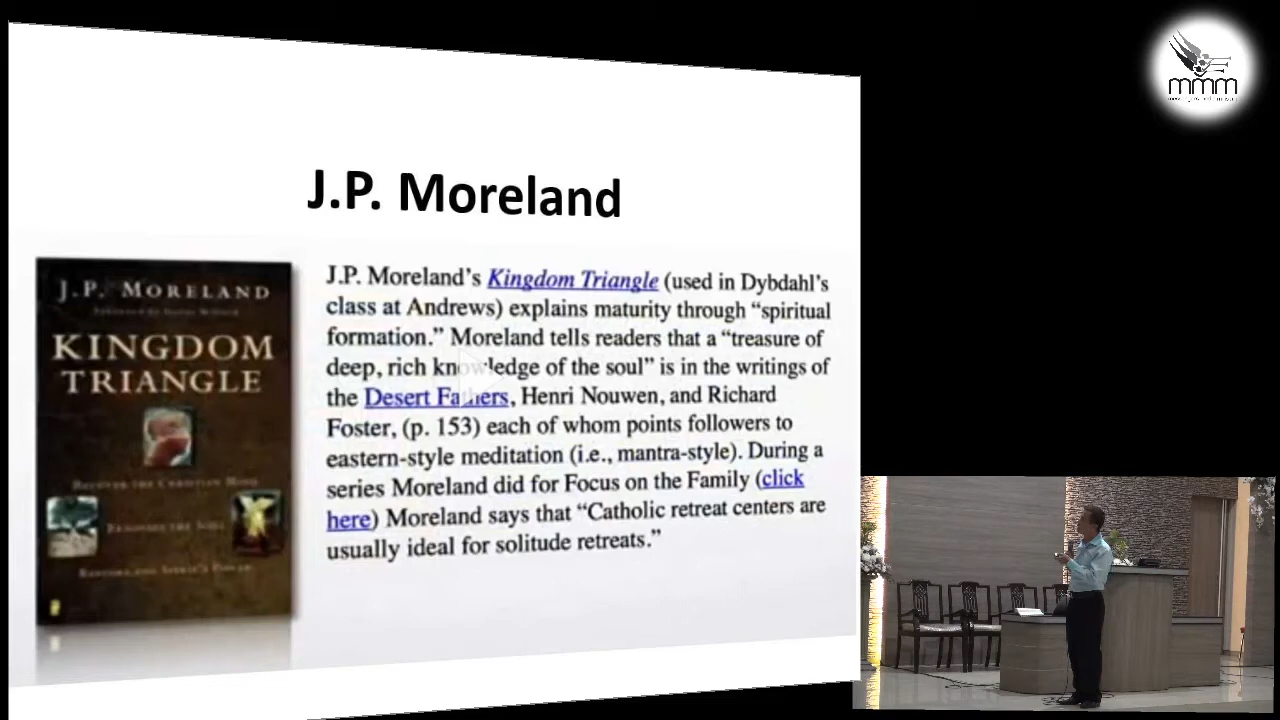 mmm
J.P. Moreland
J.P. MORELAND
KINGDOM
TRIANGLE
J.P. Moreland's Kingdom Triangle (used in Dybdahl's
class at Andrews) explains maturity through “spiritual
formation.” Moreland tells readers that a “treasure of
deep, rich knowledge of the soul” is in the writings of
the Desert Fathers, Henri Nouwen, and Richard
Foster, (p. 153) each of whom points followers to
eastern-style meditation (i.e., mantra-style). During a
series Moreland did for Focus on the Family (click
here) Moreland says that “Catholic retreat centers are
usually ideal for solitude retreats.”